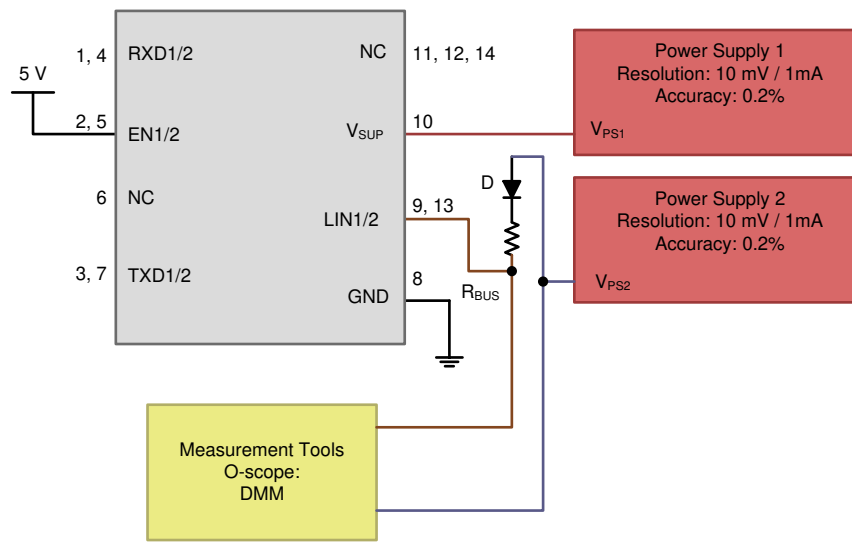 5 V
1, 4
RXD1/2
2, 5
EN1/2
6
NC
3, 7
TXD1/2
NC
11, 12, 14
VSUP
10
LIN1/2
9, 13
GND
8
D
RBUS
Power Supply 1
Resolution: 10 mV / 1mA
Accuracy: 0.2%
VPS1
Power Supply 2
Resolution: 10 mV / 1mA
Accuracy: 0.2%
VPS2
Measurement Tools
O-scope:
DMM